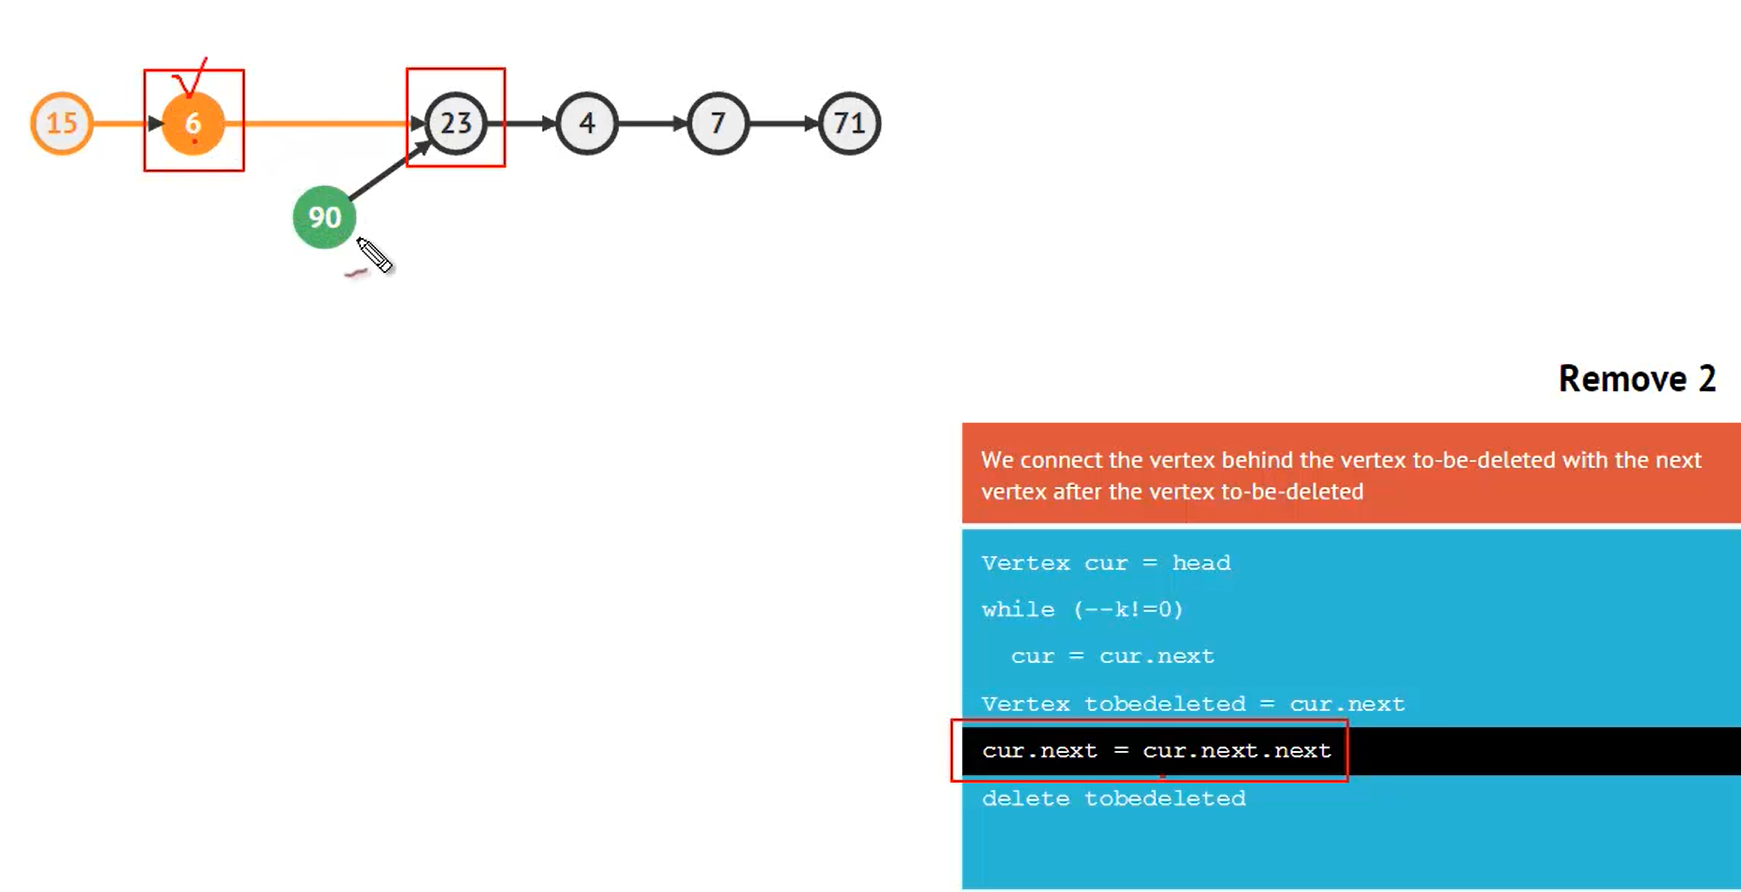 15 6 23 4 7 71
90
Remove 2
We connect the vertex behind the vertex to-be-deleted with the next
vertex after the vertex to-be-deleted
Vertex cur = head
while (--k!=0)
cur = cur.next
Vertex tobedeleted = cur.next
cur.next = cur.next.next
delete tobedeleted